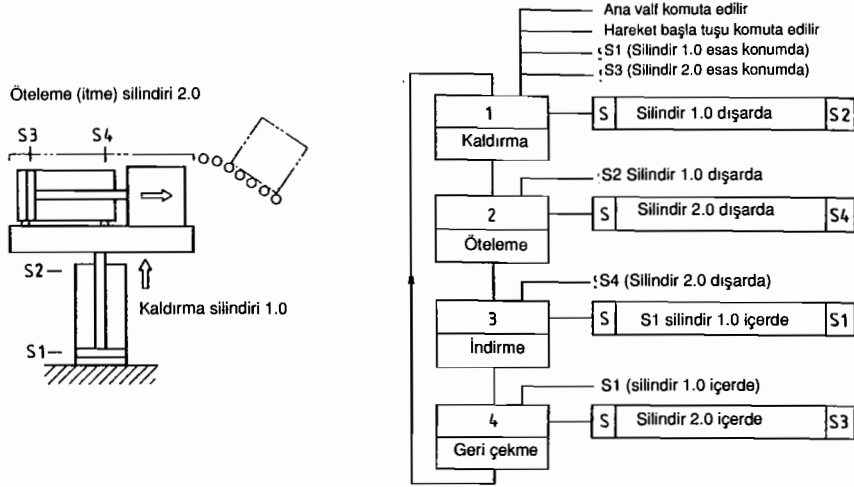 Öteleme (itme) silindiri 2.0
S3 S4
S2
Kaldırma silindiri 1.0
S1
Ana valf komuta edilir
Hareket başla tuşu komuta edilir
S1 (Silindir 1.0 esas konumda)
S3 (Silindir 2.0 esas konumda)
1
Kaldırma
S Silindir 1.0 dışarda S2
S2 Silindir 1.0 dışarda
2
Öteleme
S Silindir 2.0 dışarda S4
S4 (Silindir 2.0 dışarda)
3
İndirme
S S1 silindir 1.0 içerde S1
S1 (silindir 1.0 içerde)
4
Geri çekme
S Silindir 2.0 içerde S3